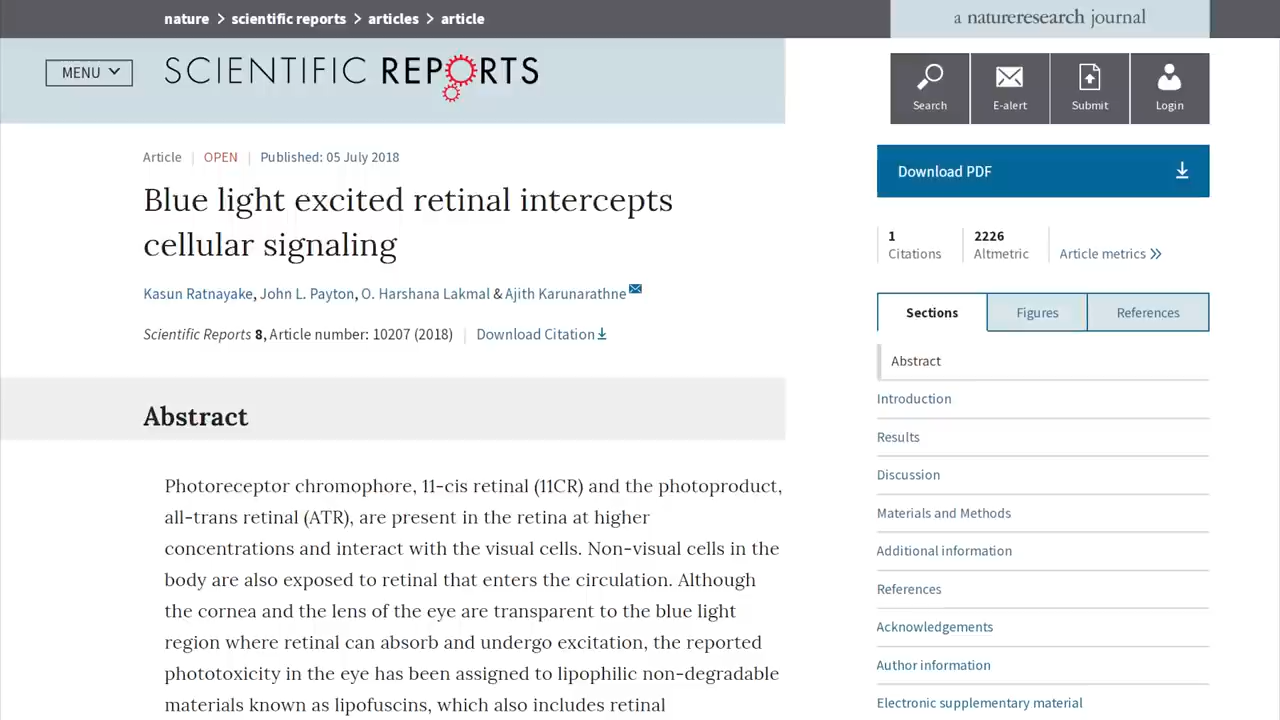 nature > scientific reports > articles > article
a natureresearch journal
MENU
SCIENTIFIC REPORTS
Search
E-alert
Submit
Login
Article | OPEN | Published: 05 July 2018
Blue light excited retinal intercepts
cellular signaling
Kasun Ratnayake, John L. Payton, O. Harshana Lakmal & Ajith Karunarathne
Scientific Reports 8, Article number: 10207 (2018) | Download Citation
Abstract
Photoreceptor chromophore, 11-cis retinal (11CR) and the photoproduct,
all-trans retinal (ATR), are present in the retina at higher
concentrations and interact with the visual cells. Non-visual cells in the
body are also exposed to retinal that enters the circulation. Although
the cornea and the lens of the eye are transparent to the blue light
region where retinal can absorb and undergo excitation, the reported
phototoxicity in the eye has been assigned to lipophilic non-degradable
materials known as lipofuscins, which also includes retinal
Download PDF
1
Citations
2226
Altmetric
Article metrics
Sections
Figures
References
Abstract
Introduction
Results
Discussion
Materials and Methods
Additional information
References
Acknowledgements
Author information
Electronic supplementary material